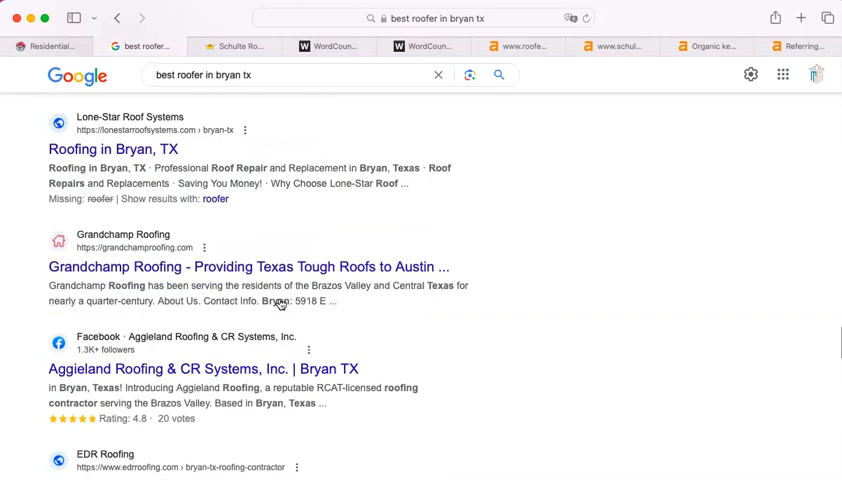 best roofer in bryan tx
Residential...
best roofer...
Schulte Ro...
WordCoun...
WordCoun...
www.roofe...
www.schul...
Organic ke...
Referring...
Google
best roofer in bryan tx
Lone-Star Roof Systems
https://lonestarroofsystems.com › bryan-tx
Roofing in Bryan, TX
Roofing in Bryan, TX · Professional Roof Repair and Replacement in Bryan, Texas · Roof
Repairs and Replacements · Saving You Money! · Why Choose Lone-Star Roof ...
Missing: roofer | Show results with: roofer
Grandchamp Roofing
https://grandchamproofing.com
Grandchamp Roofing - Providing Texas Tough Roofs to Austin ...
Grandchamp Roofing has been serving the residents of the Brazos Valley and Central Texas for
nearly a quarter-century. About Us. Contact Info. Bryan: 5918 E ...
Facebook · Aggieland Roofing & CR Systems, Inc.
1.3K+ followers
Aggieland Roofing & CR Systems, Inc. | Bryan TX
in Bryan, Texas! Introducing Aggieland Roofing, a reputable RCAT-licensed roofing
contractor serving the Brazos Valley. Based in Bryan, Texas ...
Rating: 4.8 · 20 votes
EDR Roofing
https://www.edrroofing.com › bryan-tx-roofing-contractor